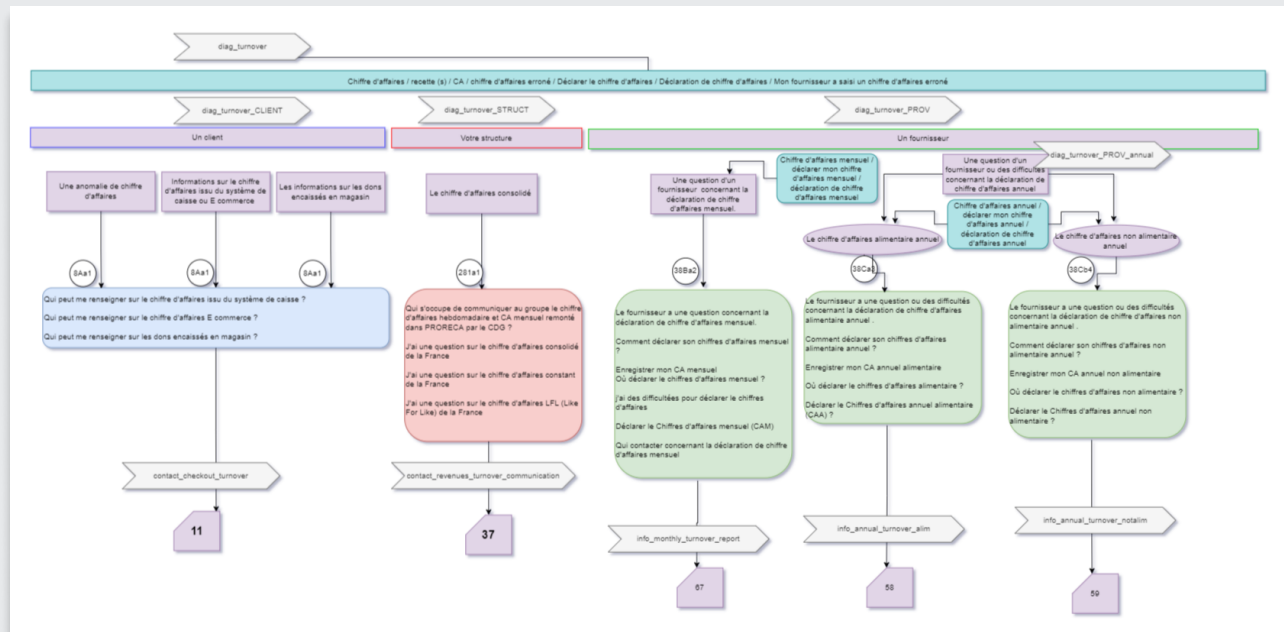 diag_turnover
Chiffre d'affaires / recette (s) / CA / chiffre d'affaires erroné / Déclarer le chiffre d'affaires / Déclaration de chiffre d'affaires / Mon fournisseur a saisi un chiffre d'affaires erroné
diag_turnover_CLIENT
diag_turnover_STRUCT
diag_turnover_PROV
Un client
Votre structure
Un fournisseur
diag_turnover_PROV_annual
Une anomalie de chiffre
d'affaires
Informations sur le chiffre
d'affaires issu du système de
caisse ou E commerce
Les informations sur les dons
encaissés en magasin
Le chiffre d'affaires consolidé
Une question d'un
fournisseur concernant la
déclaration de chiffre
d'affaires mensuel.
Chiffre d'affaires mensuel /
déclarer mon chiffre
d'affaires mensuel /
déclaration de chiffre
d'affaires mensuel
Une question d'un
fournisseur ou des difficultés
concernant la déclaration de
chiffre d'affaires annuel
Chiffre d'affaires annuel /
déclarer mon chiffre
d'affaires annuel /
déclaration de chiffre
d'affaires annuel
Le chiffre d'affaires alimentaire annuel
Le chiffre d'affaires non alimentaire
annuel
8Aa1
8Aa1
8Aa1
281a1
38Ba2
38Ca
38Cb4
Qui peut me renseigner sur le chiffre d'affaires issu du système de caisse ?
Qui peut me renseigner sur le chiffre d'affaires E commerce ?
Qui peut me renseigner sur les dons encaissés en magasin ?
Qui s'occupe de communiquer au groupe le chiffre
d'affaires hebdomadaire et CA mensuel remonté
dans PRORECA par le CDG ?
J'ai une question sur le chiffre d'affaires consolidé
de la France
J'ai une question sur le chiffre d'affaires constant
de la France
J'ai une question sur le chiffre d'affaires LFL (Like
For Like) de la France
Le fournisseur a une question concernant la
déclaration de chiffre d'affaires mensuel.
Comment déclarer son chiffres d'affaires mensuel
?
Enregistrer mon CA mensuel
Où déclarer le chiffres d'affaires mensuel ?
j'ai des difficultées pour déclarer le chiffres
d'affaires
Déclarer le Chiffres d'affaires mensuel (CAM)
Qui contacter concernant la déclaration de chiffre
d'affaires mensuel
Le fournisseur a une question ou des difficultés
concernant la déclaration de chiffre d'affaires
alimentaire annuel .
Comment déclarer son chiffres d'affaires
alimentaire annuel ?
Enregistrer mon CA annuel alimentaire
Où déclarer le chiffres d'affaires alimentaire ?
Déclarer le Chiffres d'affaires annuel alimentaire
(CAA) ?
Le fournisseur a une question ou des difficultés
concernant la déclaration de chiffre d'affaires non
alimentaire annuel .
Comment déclarer son chiffres d'affaires non
alimentaire annuel ?
Enregistrer mon CA annuel non alimentaire
Où déclarer le chiffres d'affaires non alimentaire ?
Déclarer le Chiffres d'affaires annuel non
alimentaire ?
contact_checkout_turnover
contact_revenues_turnover_communication
info_monthly_turnover_report
info_annual_turnover_alim
info_annual_turnover_notalim
11
37
67
58
59